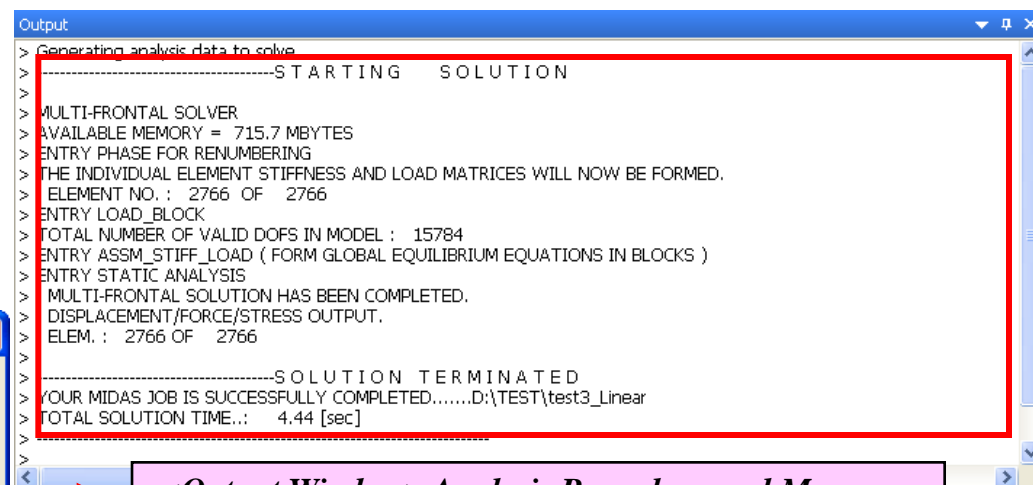 Output
> Generating analysis data to solve
> ------------------------------------------S T A R T I N G    S O L U T I O N
>
> MULTI-FRONTAL SOLVER
> AVAILABLE MEMORY =  715.7 MBYTES
> ENTRY PHASE FOR RENUMBERING
> THE INDIVIDUAL ELEMENT STIFFNESS AND LOAD MATRICES WILL NOW BE FORMED.
>  ELEMENT NO. :   2766  OF    2766
> ENTRY LOAD_BLOCK
> TOTAL NUMBER OF VALID DOFS IN MODEL :   15784
> ENTRY ASSM_STIFF_LOAD ( FORM GLOBAL EQUILIBRIUM EQUATIONS IN BLOCKS )
> ENTRY STATIC ANALYSIS
>  MULTI-FRONTAL SOLUTION HAS BEEN COMPLETED.
>  DISPLACEMENT/FORCE/STRESS OUTPUT.
>  ELEM. :   2766 OF    2766
>
> ------------------------------------------S O L U T I O N   T E R M I N A T E D
> YOUR MIDAS JOB IS SUCCESSFULLY COMPLETED.......D:\TEST\test3_Linear
> TOTAL SOLUTION TIME..:     4.44 [sec]
> --------------------------------------------------------------------------------
>
Output Window: Analysis Procedures and